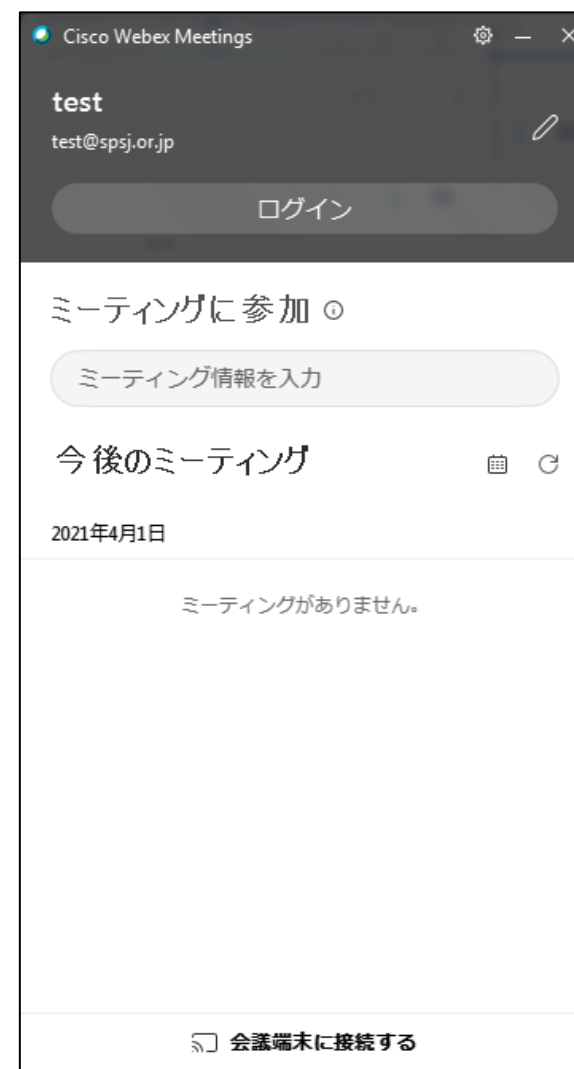 Cisco Webex Meetings
test
test@spsj.or.jp
ログイン
ミーティングに参加
ミーティング情報を入力
今後のミーティング
2021年4月1日
ミーティングがありません。
会議端末に接続する